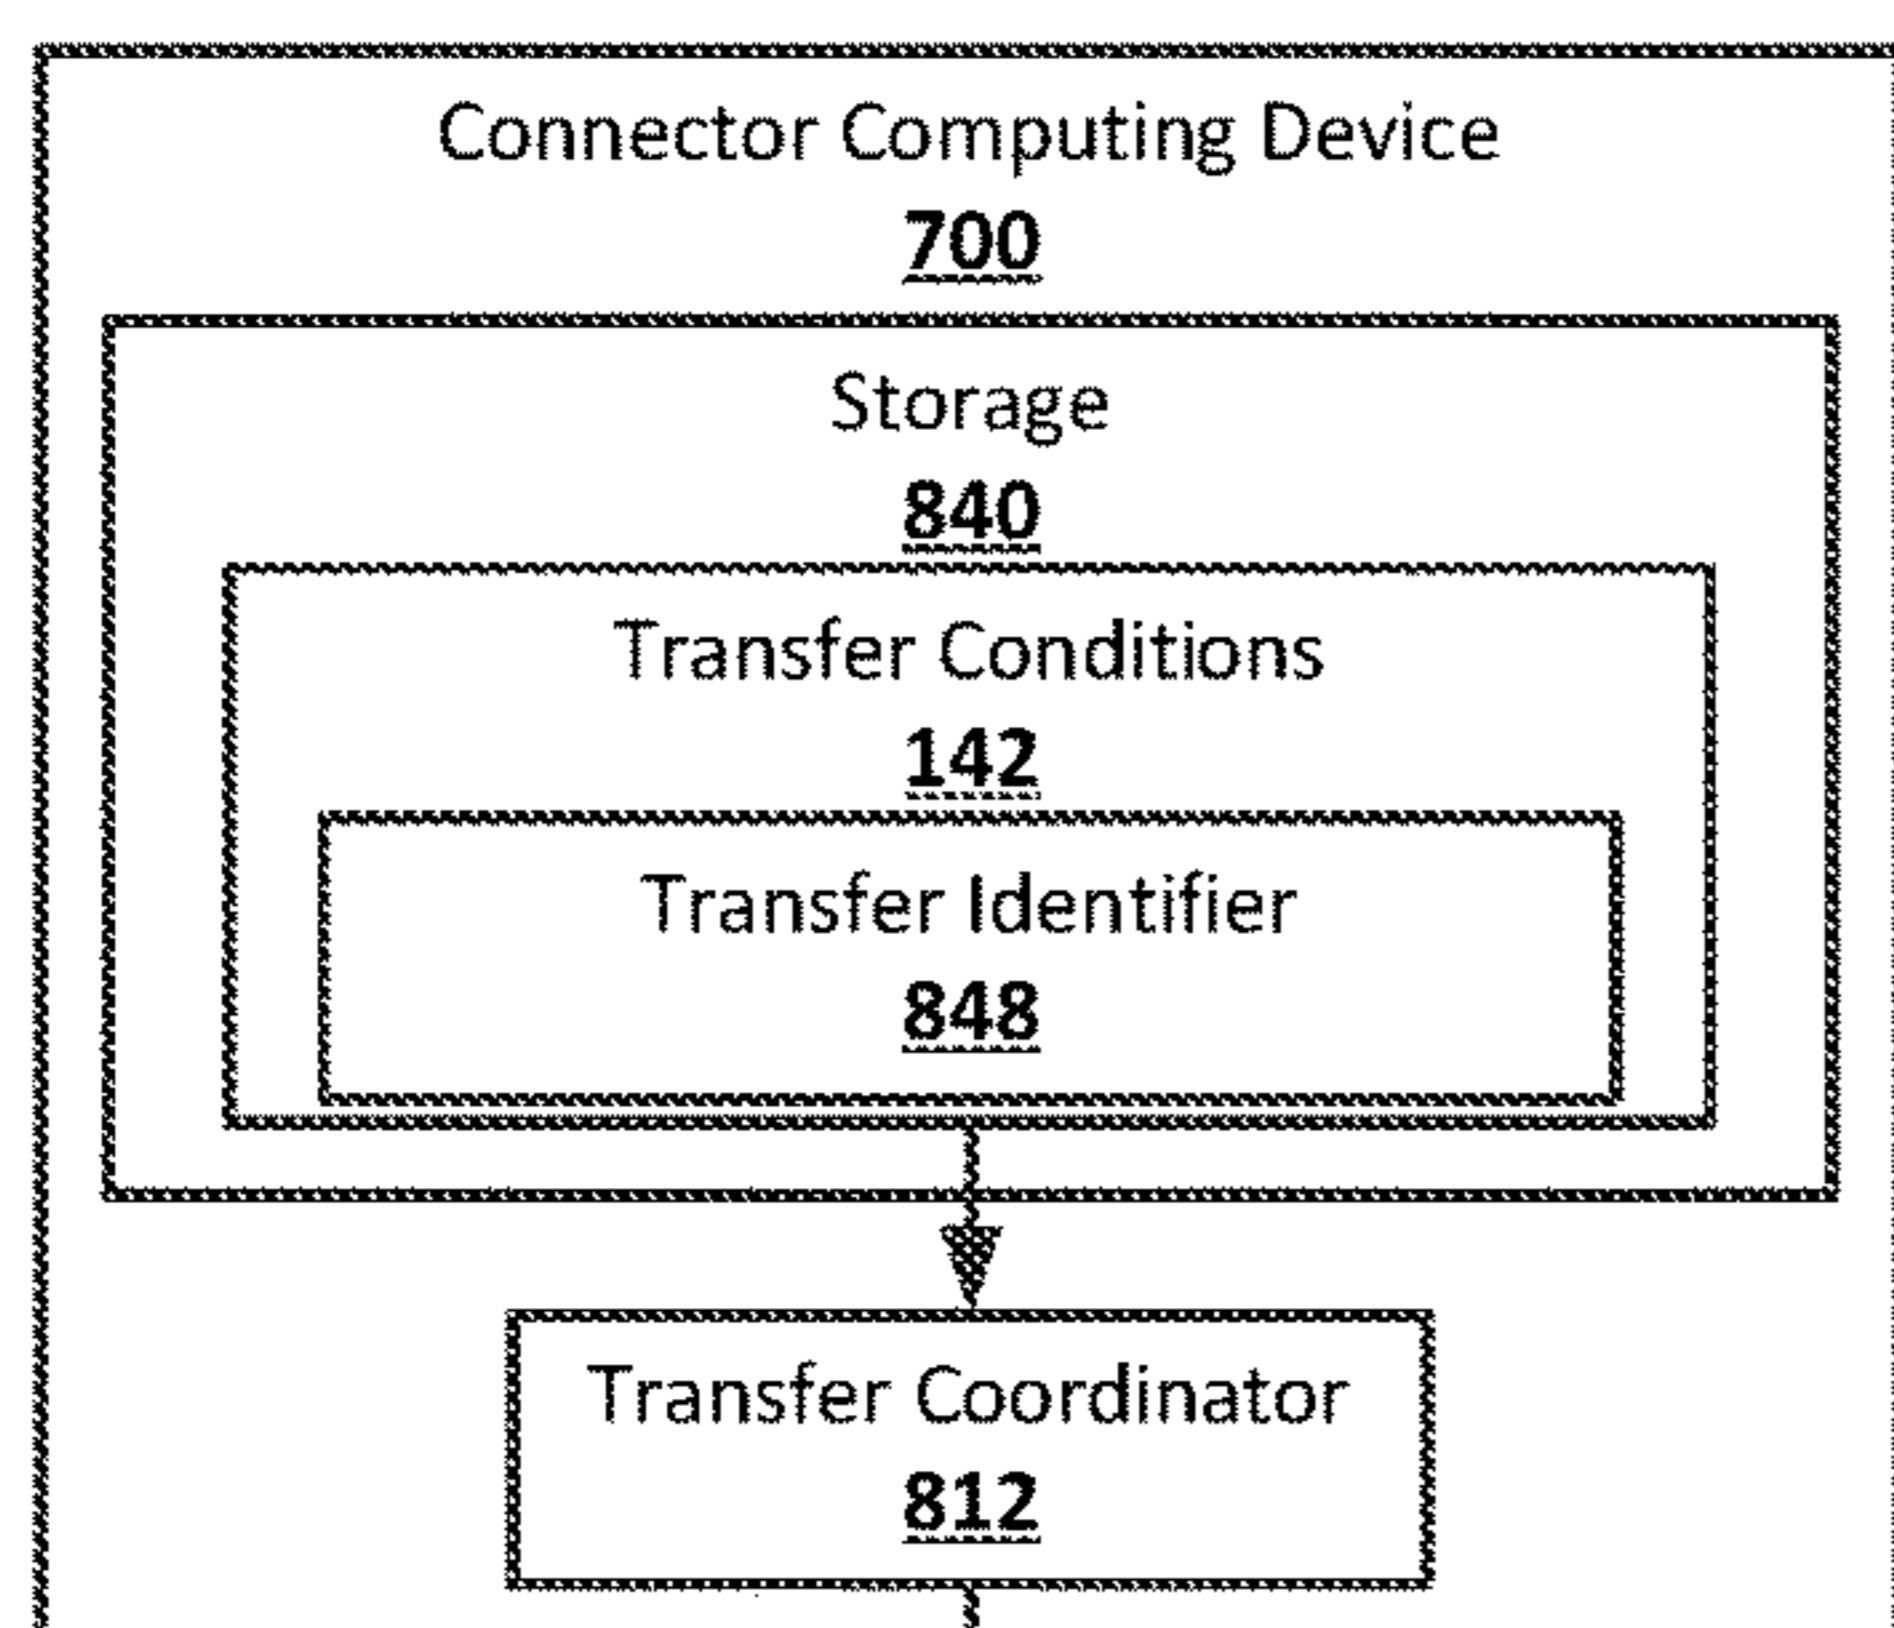 Connector Computing Device
700
Storage
840
Transfer Conditions
142
Transfer Identifier
848
Transfer Coordinator
812